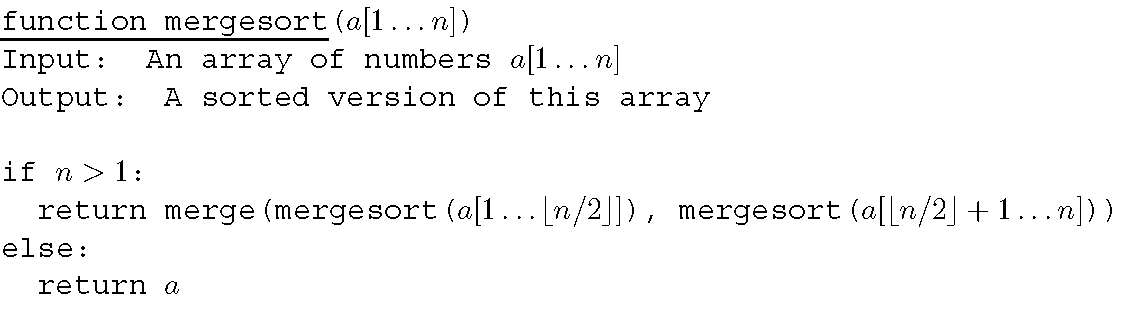 function mergesort(a[1…n])
Input: An array of numbers a[1…n]
Output: A sorted version of this array
if n > 1:
return merge(mergesort(a[1…⌊n/2⌋]), mergesort(a[⌊n/2⌋ + 1…n]))
else:
return a